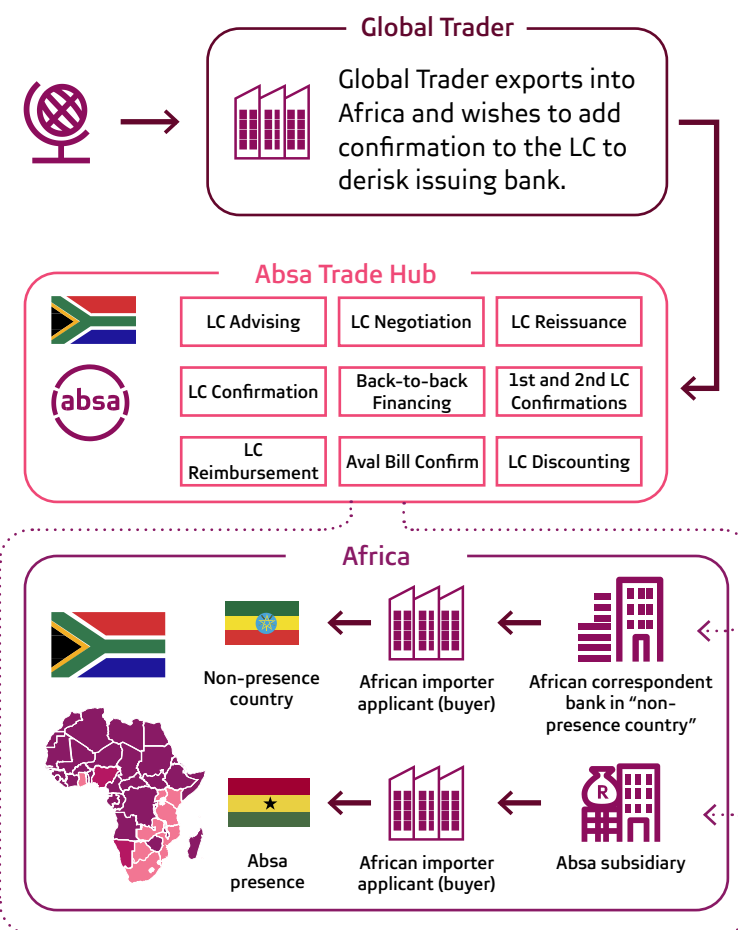 Global Trader
Global Trader exports into
Africa and wishes to add
confirmation to the LC to
derisk issuing bank.
Absa Trade Hub
LC Advising
LC Negotiation
LC Reissuance
absa
LC Confirmation
Back-to-back
Financing
1st and 2nd LC
Confirmations
LC
Reimbursement
Aval Bill Confirm
LC Discounting
Africa
Non-presence
country
African importer
applicant (buyer)
African correspondent
bank in “non-
presence country”
R
Absa
presence
African importer
applicant (buyer)
Absa subsidiary